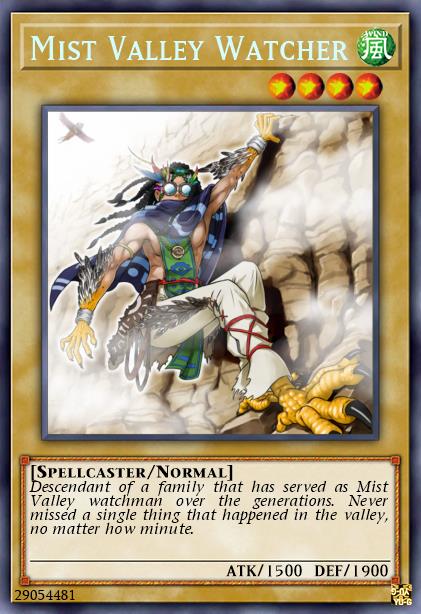 Mist Valley Watcher
WIND
風
[Spellcaster/Normal]
Descendant of a family that has served as Mist
Valley watchman over the generations. Never
missed a single thing that happened in the valley,
no matter how minute.
ATK/1500 DEF/1900
29054481